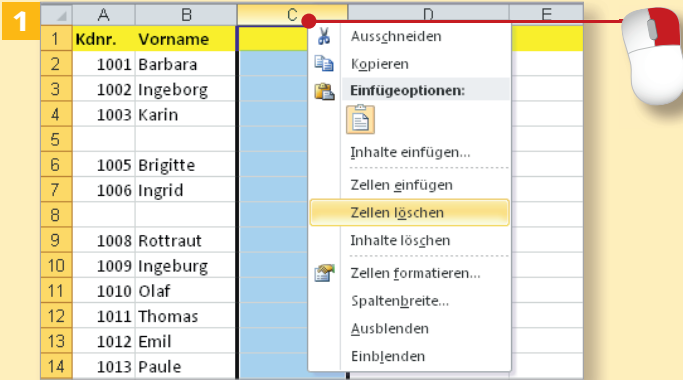 1
A B C D E
1 Kdnr. Vorname
2 1001 Barbara
3 1002 Ingeborg
4 1003 Karin
5
6 1005 Brigitte
7 1006 Ingrid
8
9 1008 Rottraut
10 1009 Ingeburg
11 1010 Olaf
12 1011 Thomas
13 1012 Emil
14 1013 Paule
Ausschneiden
Kopieren
Einfügeoptionen:
Inhalte einfügen...
Zellen einfügen
Zellen löschen
Inhalte löschen
Zellen formatieren...
Spaltenbreite...
Ausblenden
Einblenden